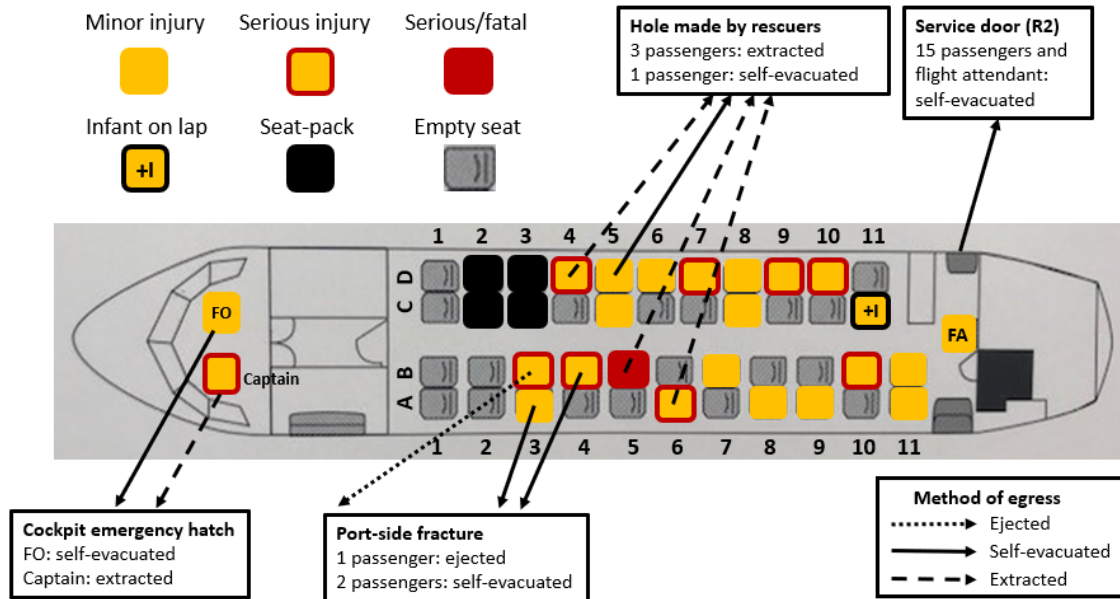 Minor injury
Serious injury
Serious/fatal
Infant on lap
Seat-pack
Empty seat
+I
Hole made by rescuers
3 passengers: extracted
1 passenger: self-evacuated
Service door (R2)
15 passengers and
flight attendant:
self-evacuated
1 2 3 4 5 6 7 8 9 10 11
D
C
+I
FO
FA
Captain
B
A
1 2 3 4 5 6 7 8 9 10 11
Cockpit emergency hatch
FO: self-evacuated
Captain: extracted
Port-side fracture
1 passenger: ejected
2 passengers: self-evacuated
Method of egress
Ejected
Self-evacuated
Extracted